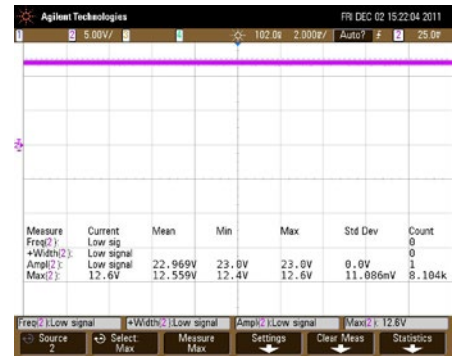 Agilent Technologies FRI DEC 02 15:22:04 2011
1 2 5.00V/ 3 4 102.0s 2.000s/ Auto? 2 25.0V
Measure Current Mean Min Max Std Dev Count
Freq(2): Low sig 0
+Width(2): Low signal 0
Ampl(2): Low signal 22.969V 23.0V 23.0V 0.0V 1
Max(2): 12.6V 12.559V 12.4V 12.6V 11.086mV 8.104k
Freq(2):Low signal +Width(2):Low signal Ampl(2):Low signal Max(2): 12.6V
Source Select: Measure Settings Clear Meas Statistics
2 Max Max